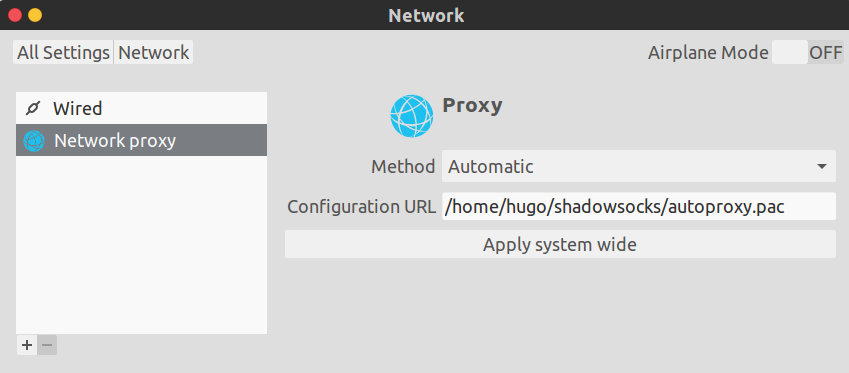 Network
All Settings Network
Airplane Mode OFF
Wired
Network proxy
Proxy
Method Automatic
Configuration URL /home/hugo/shadowsocks/autoproxy.pac
Apply system wide
+ −